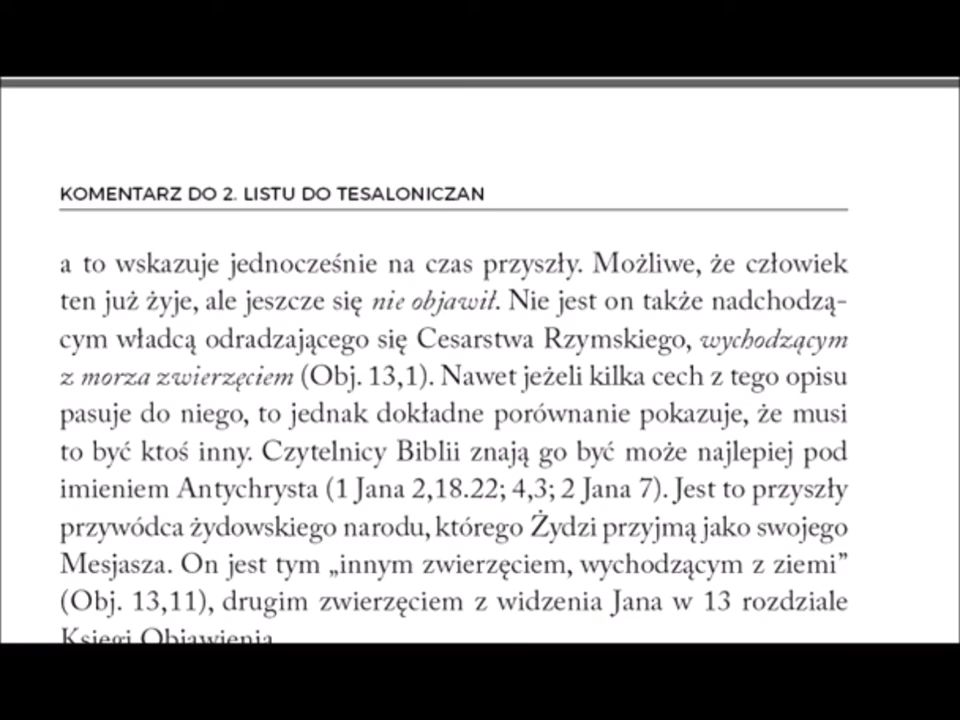 KOMENTARZ DO 2. LISTU DO TESALONICZAN
a to wskazuje jednocześnie na czas przyszły. Możliwe, że człowiek
ten już żyje, ale jeszcze się nie objawił. Nie jest on także nadchodzą-
cym władcą odradzającego się Cesarstwa Rzymskiego, wychodzącym
z morza zwierzęciem (Obj. 13,1). Nawet jeżeli kilka cech z tego opisu
pasuje do niego, to jednak dokładne porównanie pokazuje, że musi
to być ktoś inny. Czytelnicy Biblii znają go być może najlepiej pod
imieniem Antychrysta (1 Jana 2,18.22; 4,3; 2 Jana 7). Jest to przyszły
przywódca żydowskiego narodu, którego Żydzi przyjmą jako swojego
Mesjasza. On jest tym „innym zwierzęciem, wychodzącym z ziemi”
(Obj. 13,11), drugim zwierzęciem z widzenia Jana w 13 rozdziale
Księgi Objawienia.